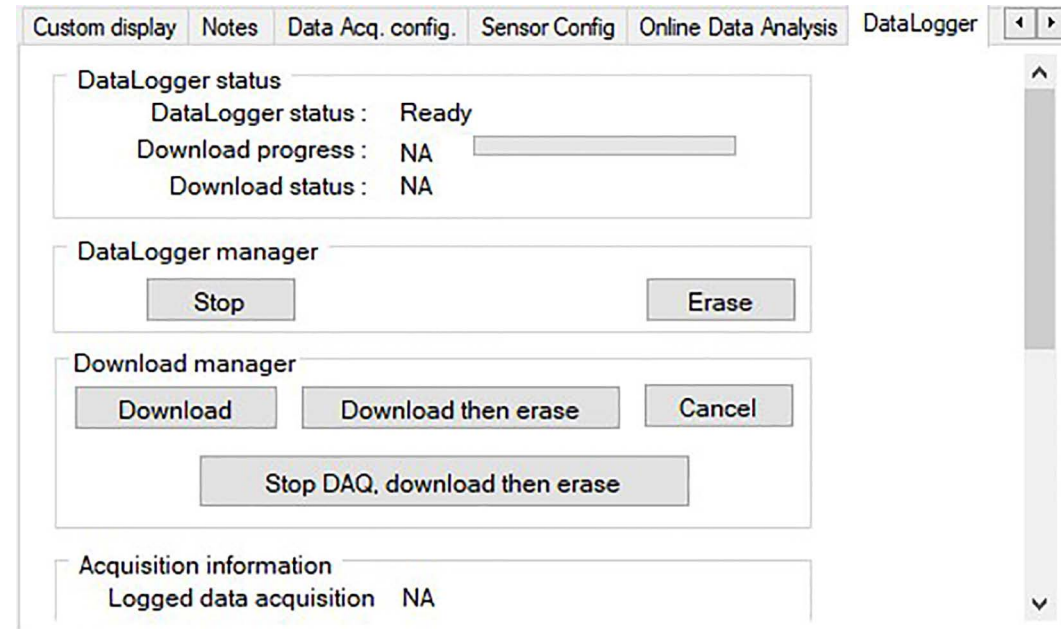 Custom display Notes Data Acq. config. Sensor Config Online Data Analysis DataLogger
DataLogger status
DataLogger status : Ready
Download progress : NA
Download status : NA
DataLogger manager
Stop Erase
Download manager
Download Download then erase Cancel
Stop DAQ, download then erase
Acquisition information
Logged data acquisition NA